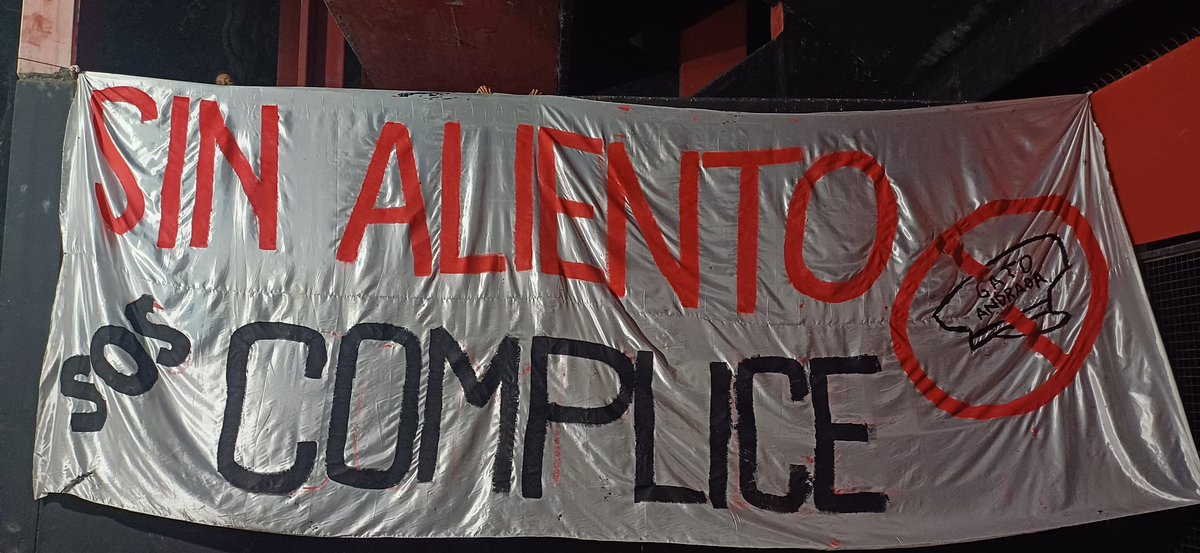 SIN ALIENTO
SOS COMPLICE
GATO
ANDRADA